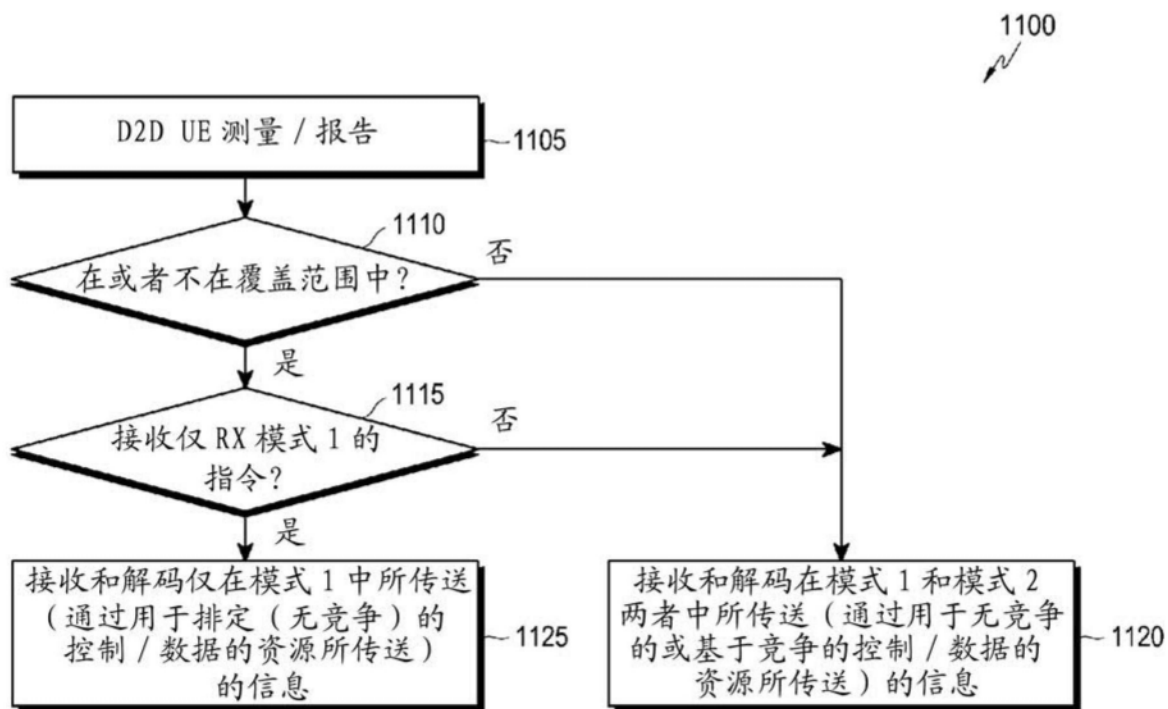 1100
D2D UE 测量 / 报告
1105
1110
否
在或者不在覆盖范围中?
是
1115
否
接收仅 RX 模式 1 的
指令?
是
接收和解码仅在模式 1 中所传送
(通过用于排定 (无竞争) 的
控制 / 数据的资源所传送)
的信息
1125
接收和解码在模式 1 和模式 2
两者中所传送 (通过用于无竞争
的或基于竞争的控制 / 数据的
资源所传送) 的信息
1120